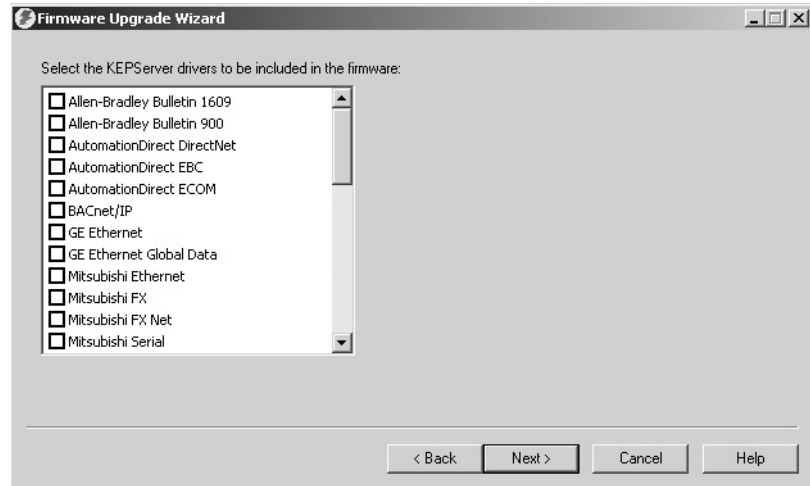 Firmware Upgrade Wizard
Select the KEPServer drivers to be included in the firmware:
Allen-Bradley Bulletin 1609
Allen-Bradley Bulletin 900
AutomationDirect DirectNet
AutomationDirect EBC
AutomationDirect ECOM
BACnet/IP
GE Ethernet
GE Ethernet Global Data
Mitsubishi Ethernet
Mitsubishi FX
Mitsubishi FX Net
Mitsubishi Serial
< Back Next > Cancel Help